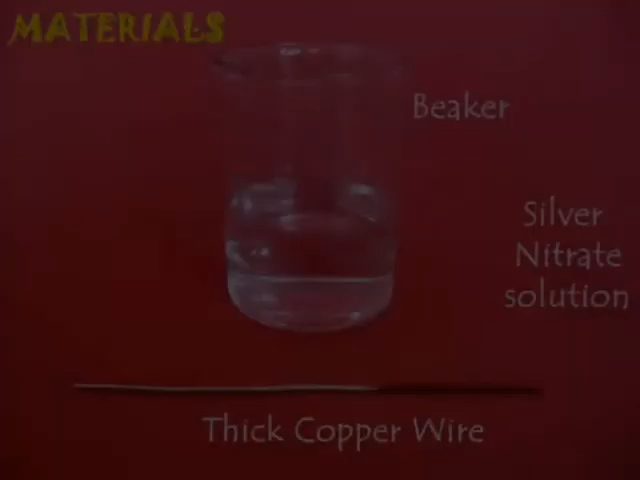 MATERIALS
Beaker
Silver
Nitrate
solution
Thick Copper Wire